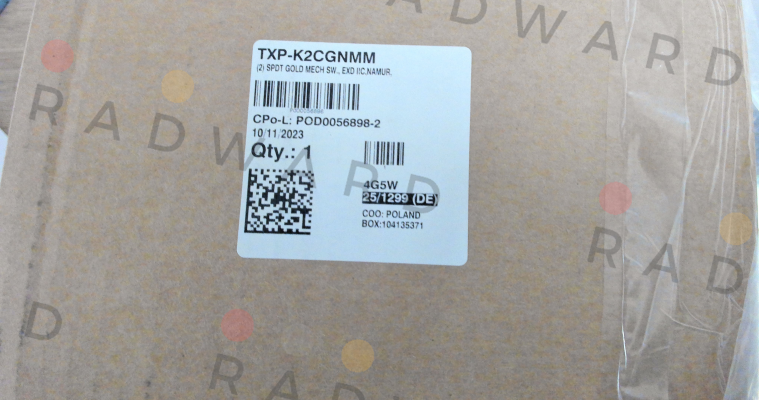 RADWARD
TXP-K2CGNMM
(2) SPDT GOLD MECH SW., EXD IIC,NAMUR.
CPo-L: POD0056898-2
10/11/2023
Qty.: 1
4G5W
25/1299 (DE)
COO: POLAND
BOX:104135371
RADWARD
RAD
D
RAD